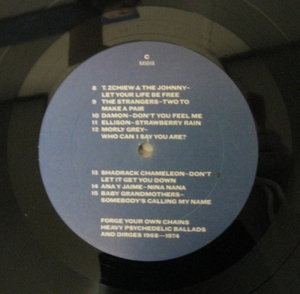 C
8 T. ZCHIEW & THE JOHNNY-
LET YOUR LIFE BE FREE
9 THE STRANGERS-TWO TO
MAKE A PAIR
10 DAMON-DON'T YOU FEEL ME
11 ELLISON-STRAWBERRY RAIN
12 MORLY GREY-
WHO CAN I SAY YOU ARE?
13 SHADRACK CHAMELEON-DON'T
LET IT GET YOU DOWN
14 ANA Y JAIME-NINA NANA
15 BABY GRANDMOTHERS-
SOMEBODY'S CALLING MY NAME
FORGE YOUR OWN CHAINS
HEAVY PSYCHEDELIC BALLADS
AND DIRGES 1968-1974